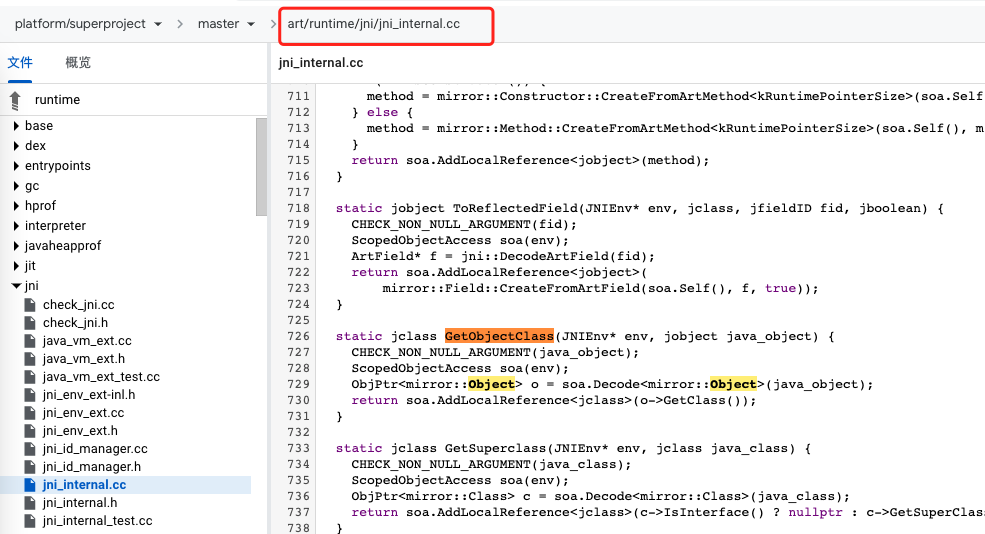 platform/superproject
master
art/runtime/jni/jni_internal.cc
文件 概览
jni_internal.cc
runtime
base
dex
entrypoints
gc
hprof
interpreter
javaheapprof
jit
jni
check_jni.cc
check_jni.h
java_vm_ext.cc
java_vm_ext.h
java_vm_ext_test.cc
jni_env_ext-inl.h
jni_env_ext.cc
jni_env_ext.h
jni_id_manager.cc
jni_id_manager.h
jni_internal.cc
jni_internal.h
jni_internal_test.cc
711 method = mirror::Constructor::CreateFromArtMethod<kRuntimePointerSize>(soa.Self
712 } else {
713 method = mirror::Method::CreateFromArtMethod<kRuntimePointerSize>(soa.Self(), m
714 }
715 return soa.AddLocalReference<jobject>(method);
716 }
717
718 static jobject ToReflectedField(JNIEnv* env, jclass, jfieldID fid, jboolean) {
719 CHECK_NON_NULL_ARGUMENT(fid);
720 ScopedObjectAccess soa(env);
721 ArtField* f = jni::DecodeArtField(fid);
722 return soa.AddLocalReference<jobject>(
723 mirror::Field::CreateFromArtField(soa.Self(), f, true));
724 }
725
726 static jclass GetObjectClass(JNIEnv* env, jobject java_object) {
727 CHECK_NON_NULL_ARGUMENT(java_object);
728 ScopedObjectAccess soa(env);
729 ObjPtr<mirror::Object> o = soa.Decode<mirror::Object>(java_object);
730 return soa.AddLocalReference<jclass>(o->GetClass());
731 }
732
733 static jclass GetSuperclass(JNIEnv* env, jclass java_class) {
734 CHECK_NON_NULL_ARGUMENT(java_class);
735 ScopedObjectAccess soa(env);
736 ObjPtr<mirror::Class> c = soa.Decode<mirror::Class>(java_class);
737 return soa.AddLocalReference<jclass>(c->IsInterface() ? nullptr : c->GetSuperClas
738 }